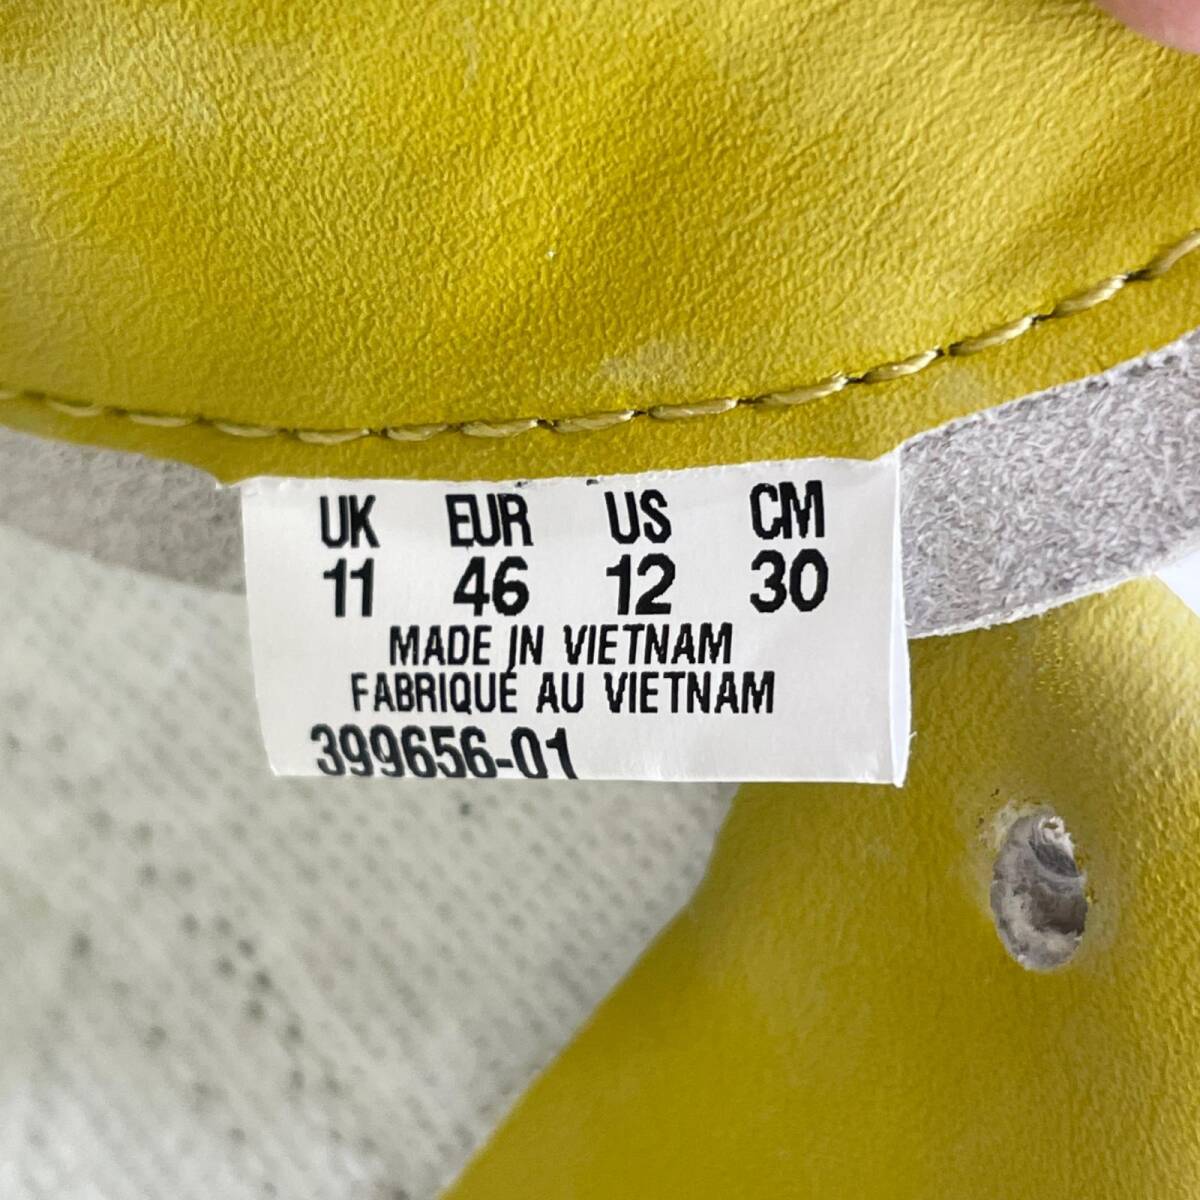 UK EUR US CM
11 46 12 30
MADE IN VIETNAM
FABRIQUÉ AU VIETNAM
399656-01